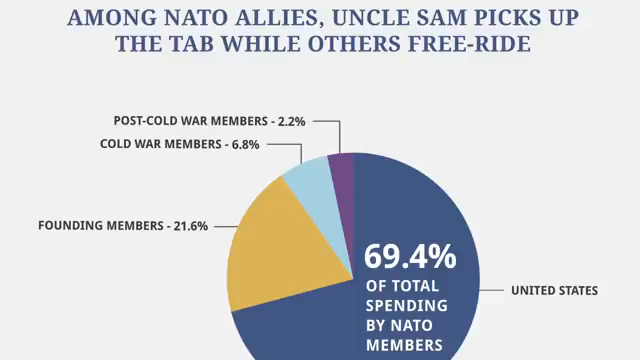 AMONG NATO ALLIES, UNCLE SAM PICKS UP
THE TAB WHILE OTHERS FREE-RIDE
POST-COLD WAR MEMBERS - 2.2%
COLD WAR MEMBERS - 6.8%
FOUNDING MEMBERS - 21.6%
69.4%
OF TOTAL
SPENDING
BY NATO
MEMBERS
UNITED STATES